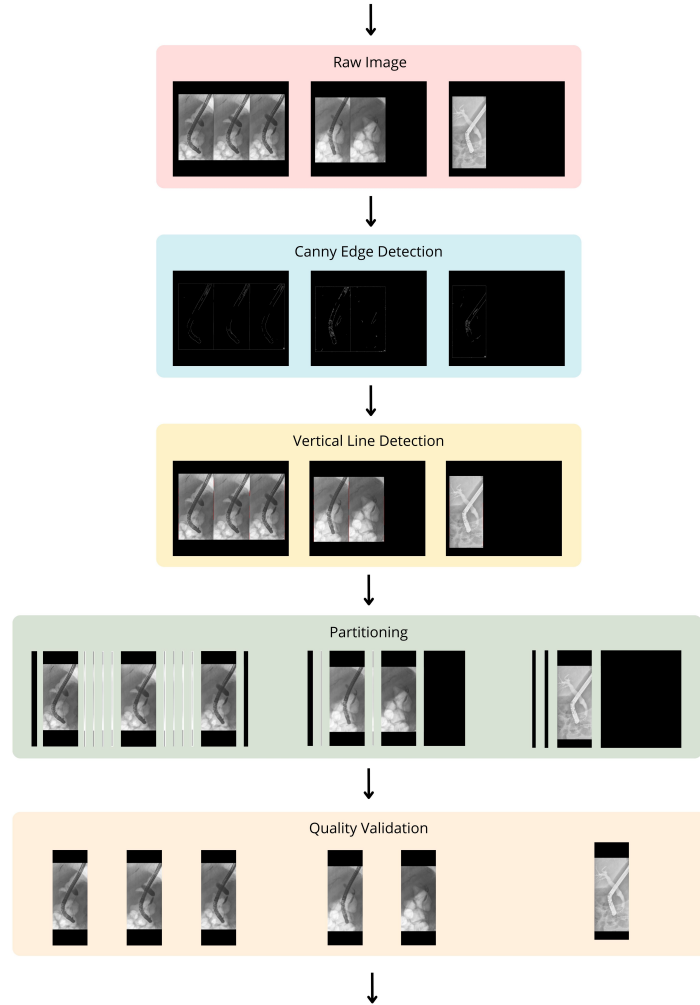 Raw Image
Canny Edge Detection
Vertical Line Detection
Partitioning
Quality Validation